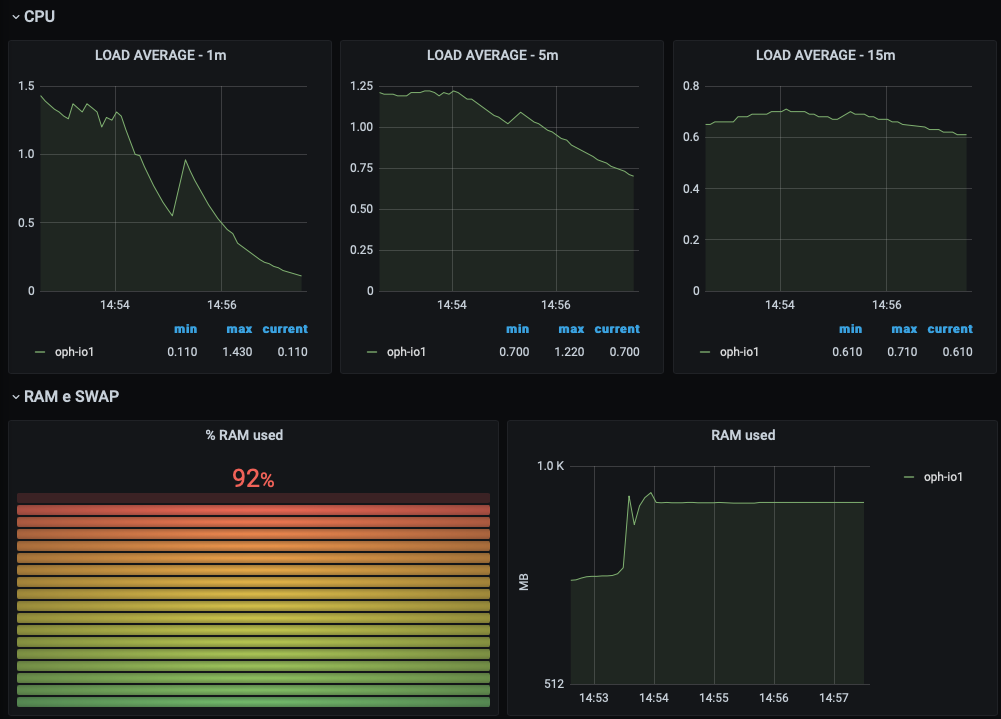 CPU
LOAD AVERAGE - 1m
1.5
1.0
0.5
0
14:54 14:56
min max current
oph-io1 0.110 1.430 0.110
LOAD AVERAGE - 5m
1.25
1.00
0.75
0.50
0.25
0
14:54 14:56
min max current
oph-io1 0.700 1.220 0.700
LOAD AVERAGE - 15m
0.8
0.6
0.4
0.2
0
14:54 14:56
min max current
oph-io1 0.610 0.710 0.610
RAM e SWAP
% RAM used
92%
RAM used
1.0 K
MB
512
14:53 14:54 14:55 14:56 14:57
oph-io1